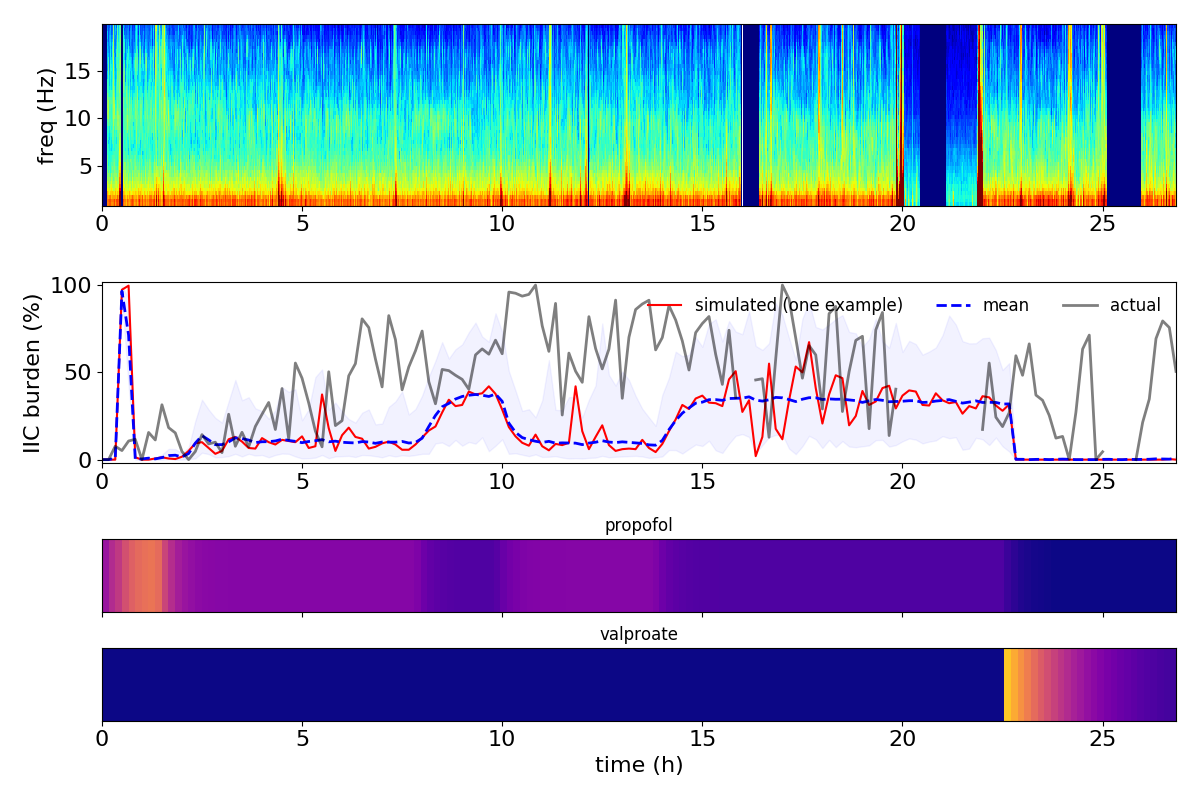 freq (Hz)
15
10
5
0 5 10 15 20 25
IIC burden (%)
100
50
0
simulated (one example) mean actual
0 5 10 15 20 25
propofol
valproate
0 5 10 15 20 25
time (h)